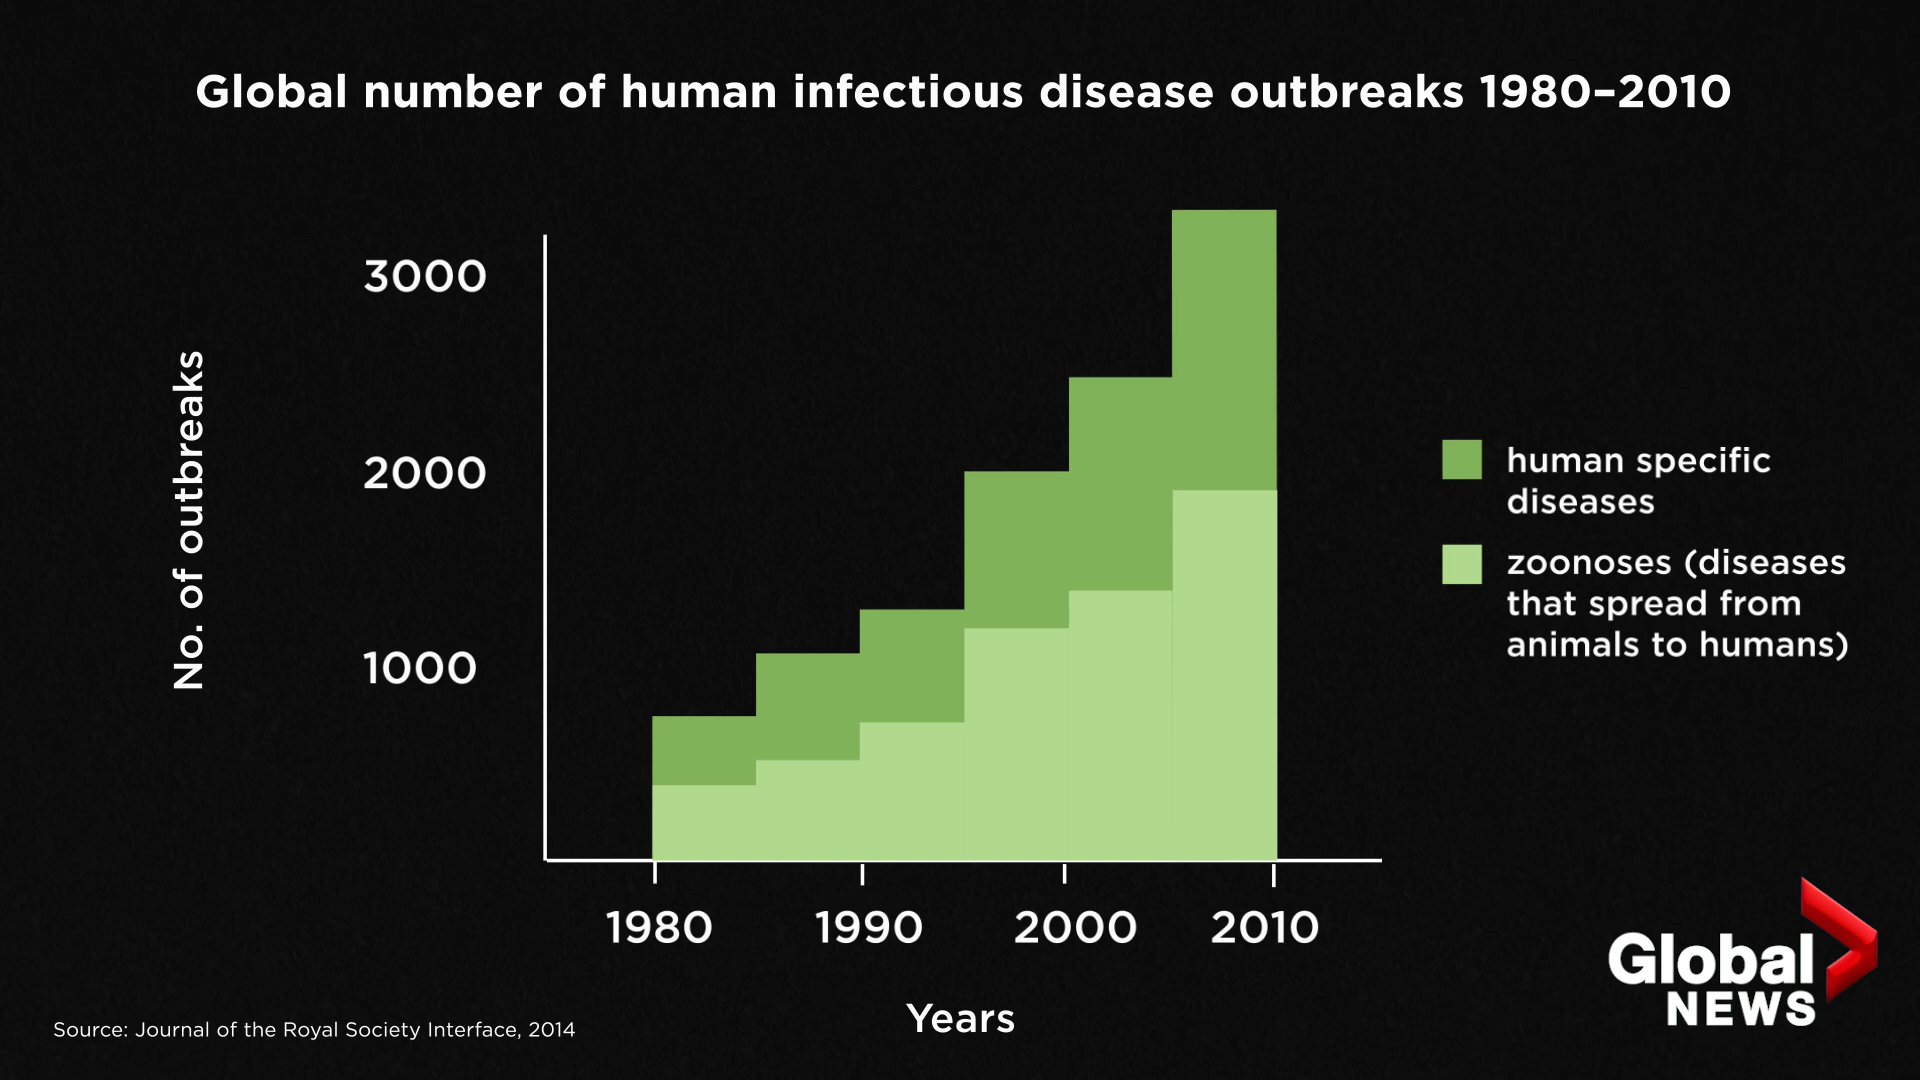 Global number of human infectious disease outbreaks 1980–2010
No. of outbreaks
3000
2000
1000
human specific
diseases
zoonoses (diseases
that spread from
animals to humans)
1980
1990
2000
2010
Years
Source: Journal of the Royal Society Interface, 2014
Global
NEWS